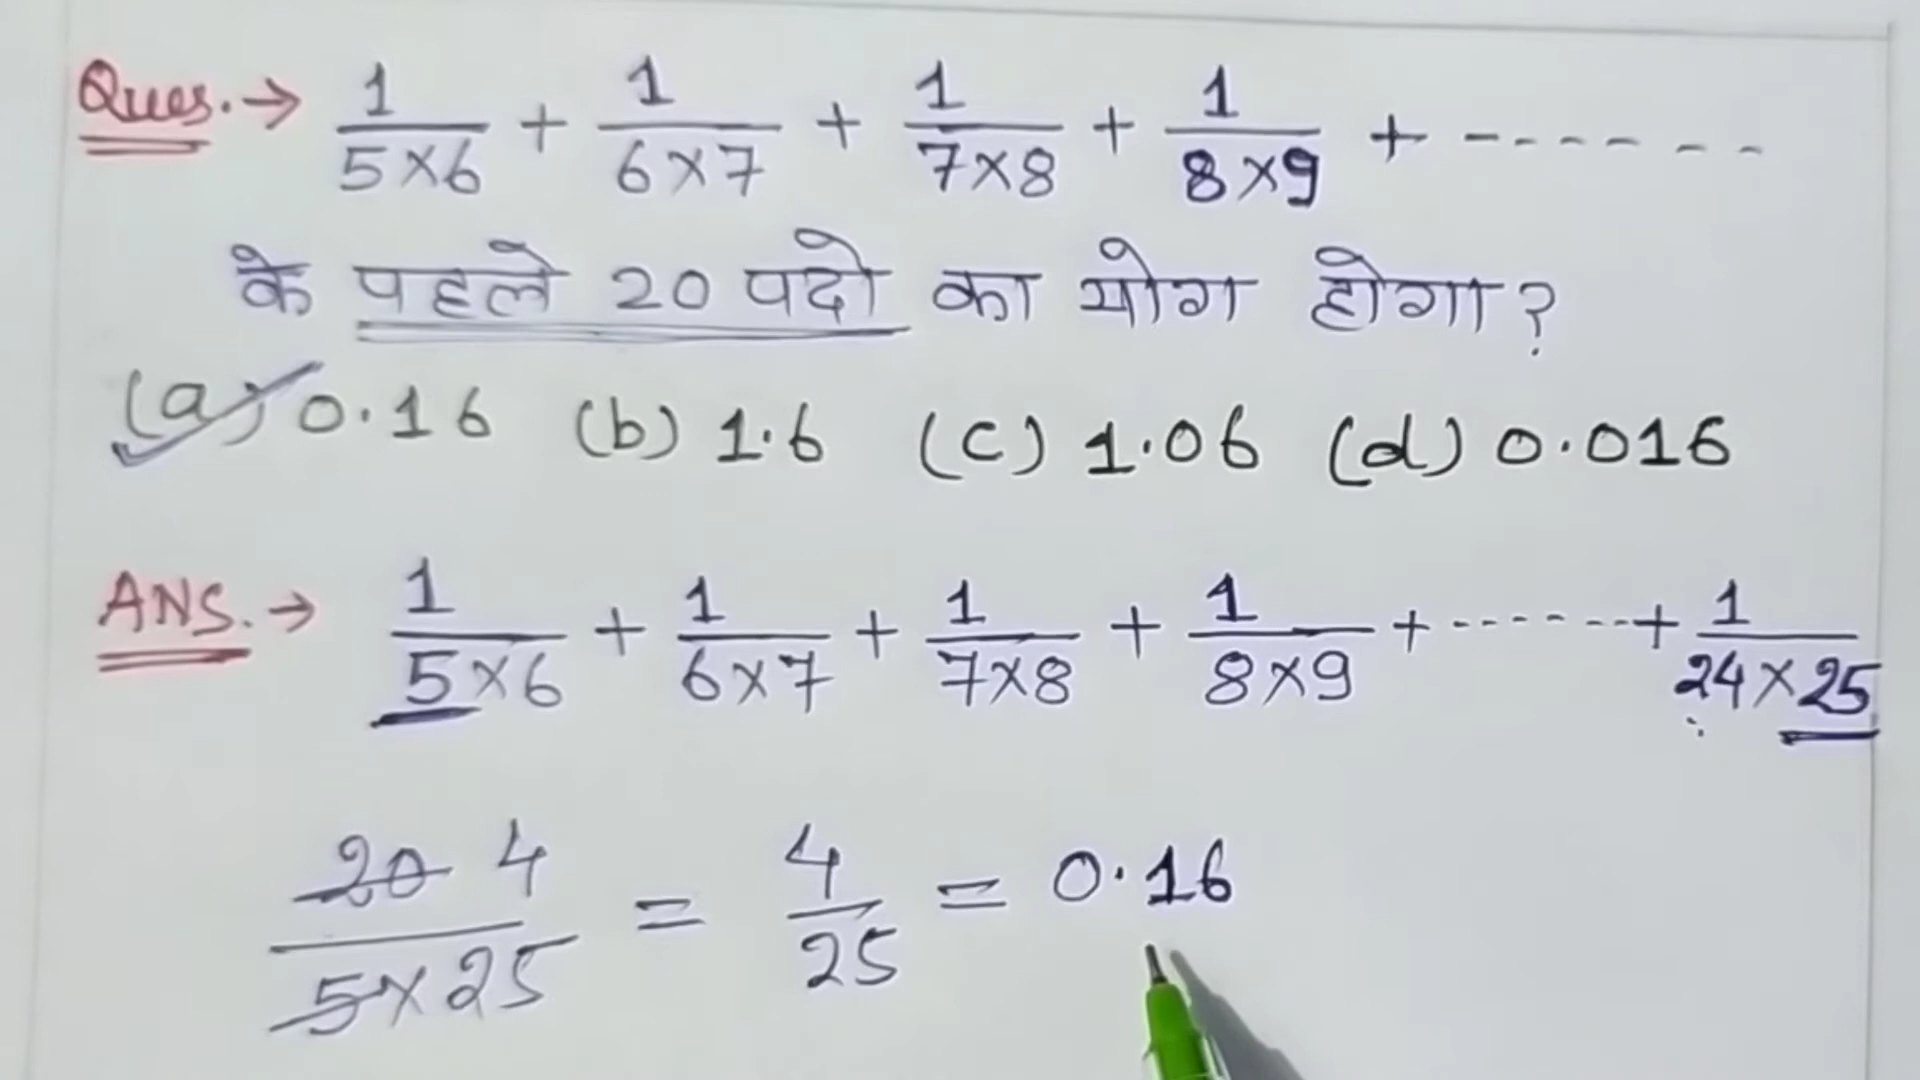 Ques.→ 1/5×6 + 1/6×7 + 1/7×8 + 1/8×9 + -------
के पहले 20 पदो का योग होगा?
(a) 0.16 (b) 1.6 (c) 1.06 (d) 0.016
ANS.→ 1/5×6 + 1/6×7 + 1/7×8 + 1/8×9 + ------- + 1/24×25
20 4/5×25 = 4/25 = 0.16